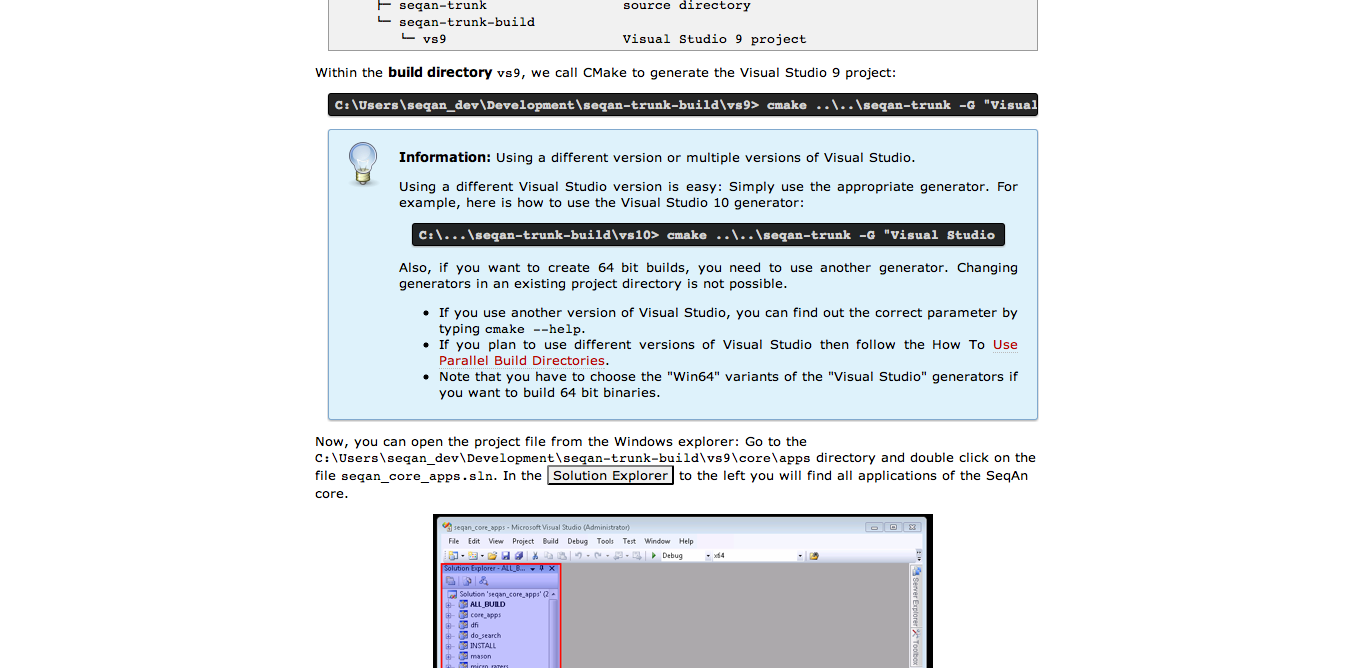 ├─ seqan-trunk source directory
└─ seqan-trunk-build
└─ vs9 Visual Studio 9 project
Within the build directory vs9, we call CMake to generate the Visual Studio 9 project:
C:\Users\seqan_dev\Development\seqan-trunk-build\vs9> cmake ..\..\seqan-trunk -G "Visual
Information: Using a different version or multiple versions of Visual Studio.
Using a different Visual Studio version is easy: Simply use the appropriate generator. For
example, here is how to use the Visual Studio 10 generator:
C:\...\seqan-trunk-build\vs10> cmake ..\..\seqan-trunk -G "Visual Studio
Also, if you want to create 64 bit builds, you need to use another generator. Changing
generators in an existing project directory is not possible.
• If you use another version of Visual Studio, you can find out the correct parameter by
typing cmake --help.
• If you plan to use different versions of Visual Studio then follow the How To Use
Parallel Build Directories.
• Note that you have to choose the "Win64" variants of the "Visual Studio" generators if
you want to build 64 bit binaries.
Now, you can open the project file from the Windows explorer: Go to the
C:\Users\seqan_dev\Development\seqan-trunk-build\vs9\core\apps directory and double click on the
file seqan_core_apps.sln. In the Solution Explorer to the left you will find all applications of the SeqAn
core.
seqan_core_apps - Microsoft Visual Studio (Administrator)
File Edit View Project Build Debug Tools Test Window Help
Debug x64
Solution Explorer - ALL_B...
Solution 'seqan_core_apps' (2
ALL_BUILD
core_apps
dfi
do_search
INSTALL
mason
micro_razers
Server Explorer
Toolbox